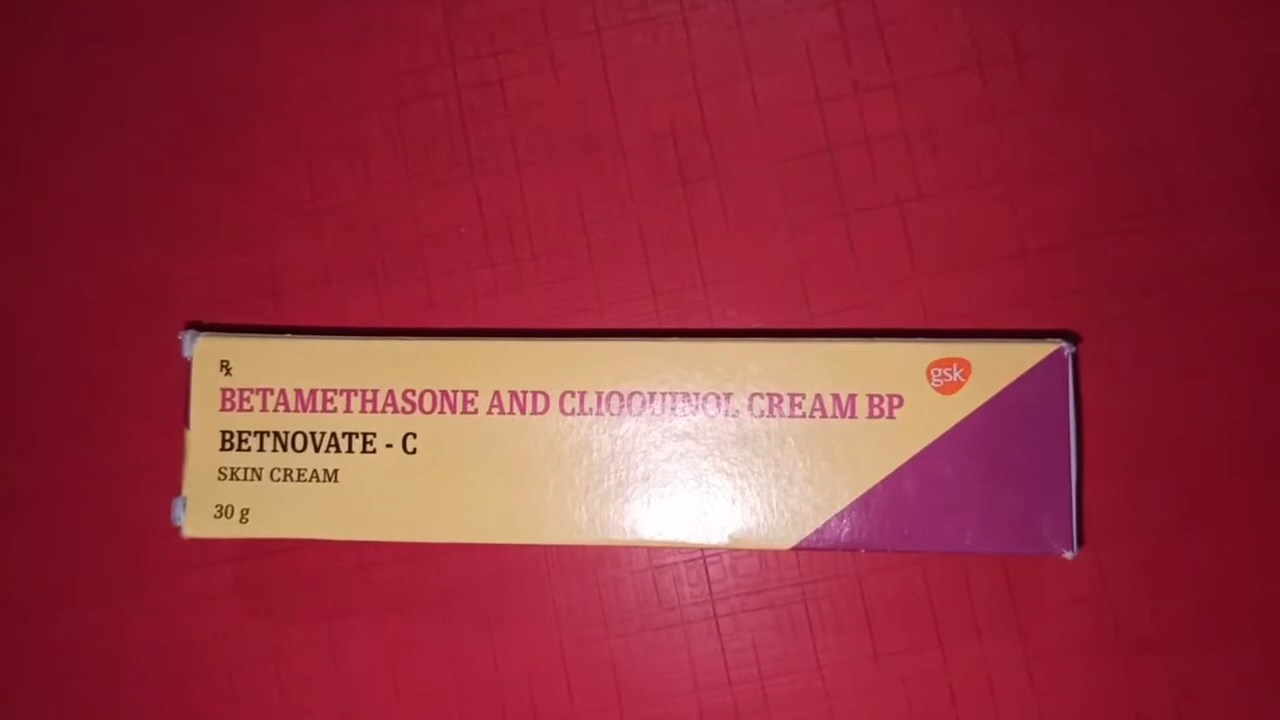 ℞
BETAMETHASONE AND CLIOQUINOL CREAM BP
BETNOVATE - C
SKIN CREAM
30 g
gsk